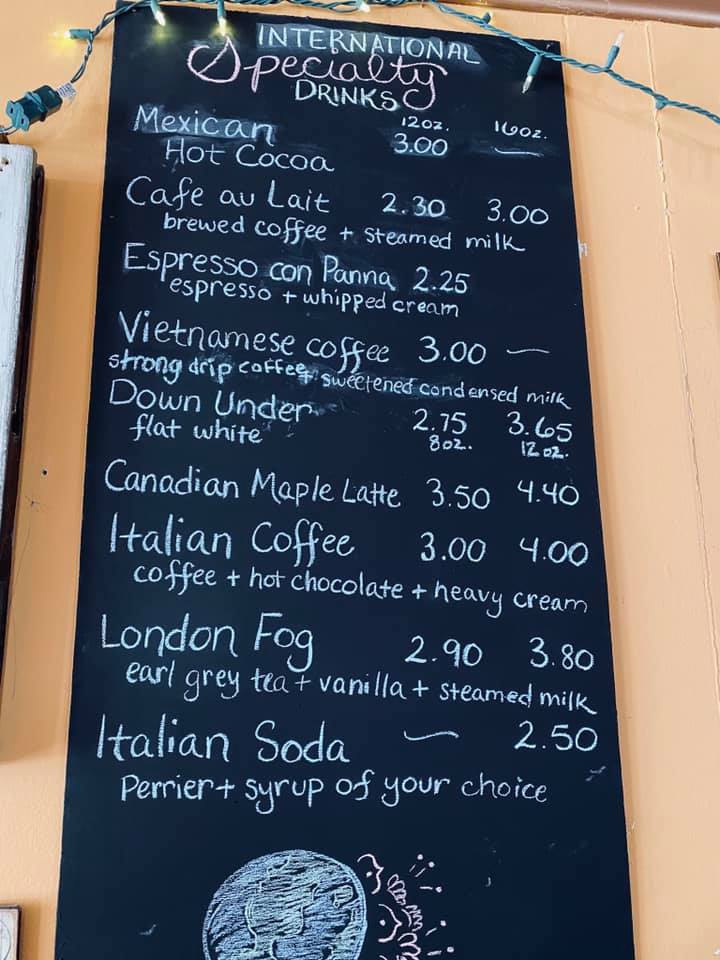 INTERNATIONAL
Specialty
DRINKS
12oz. 16oz.
Mexican 3.00 —
Hot Cocoa
Cafe au Lait 2.30 3.00
brewed coffee + steamed milk
Espresso con Panna 2.25
espresso + whipped cream
Vietnamese coffee 3.00 —
strong drip coffee + sweetened condensed milk
Down Under 2.75 3.65
flat white 8oz. 12oz.
Canadian Maple Latte 3.50 4.40
Italian Coffee 3.00 4.00
coffee + hot chocolate + heavy cream
London Fog 2.90 3.80
earl grey tea + vanilla + steamed milk
Italian Soda — 2.50
Perrier + syrup of your choice